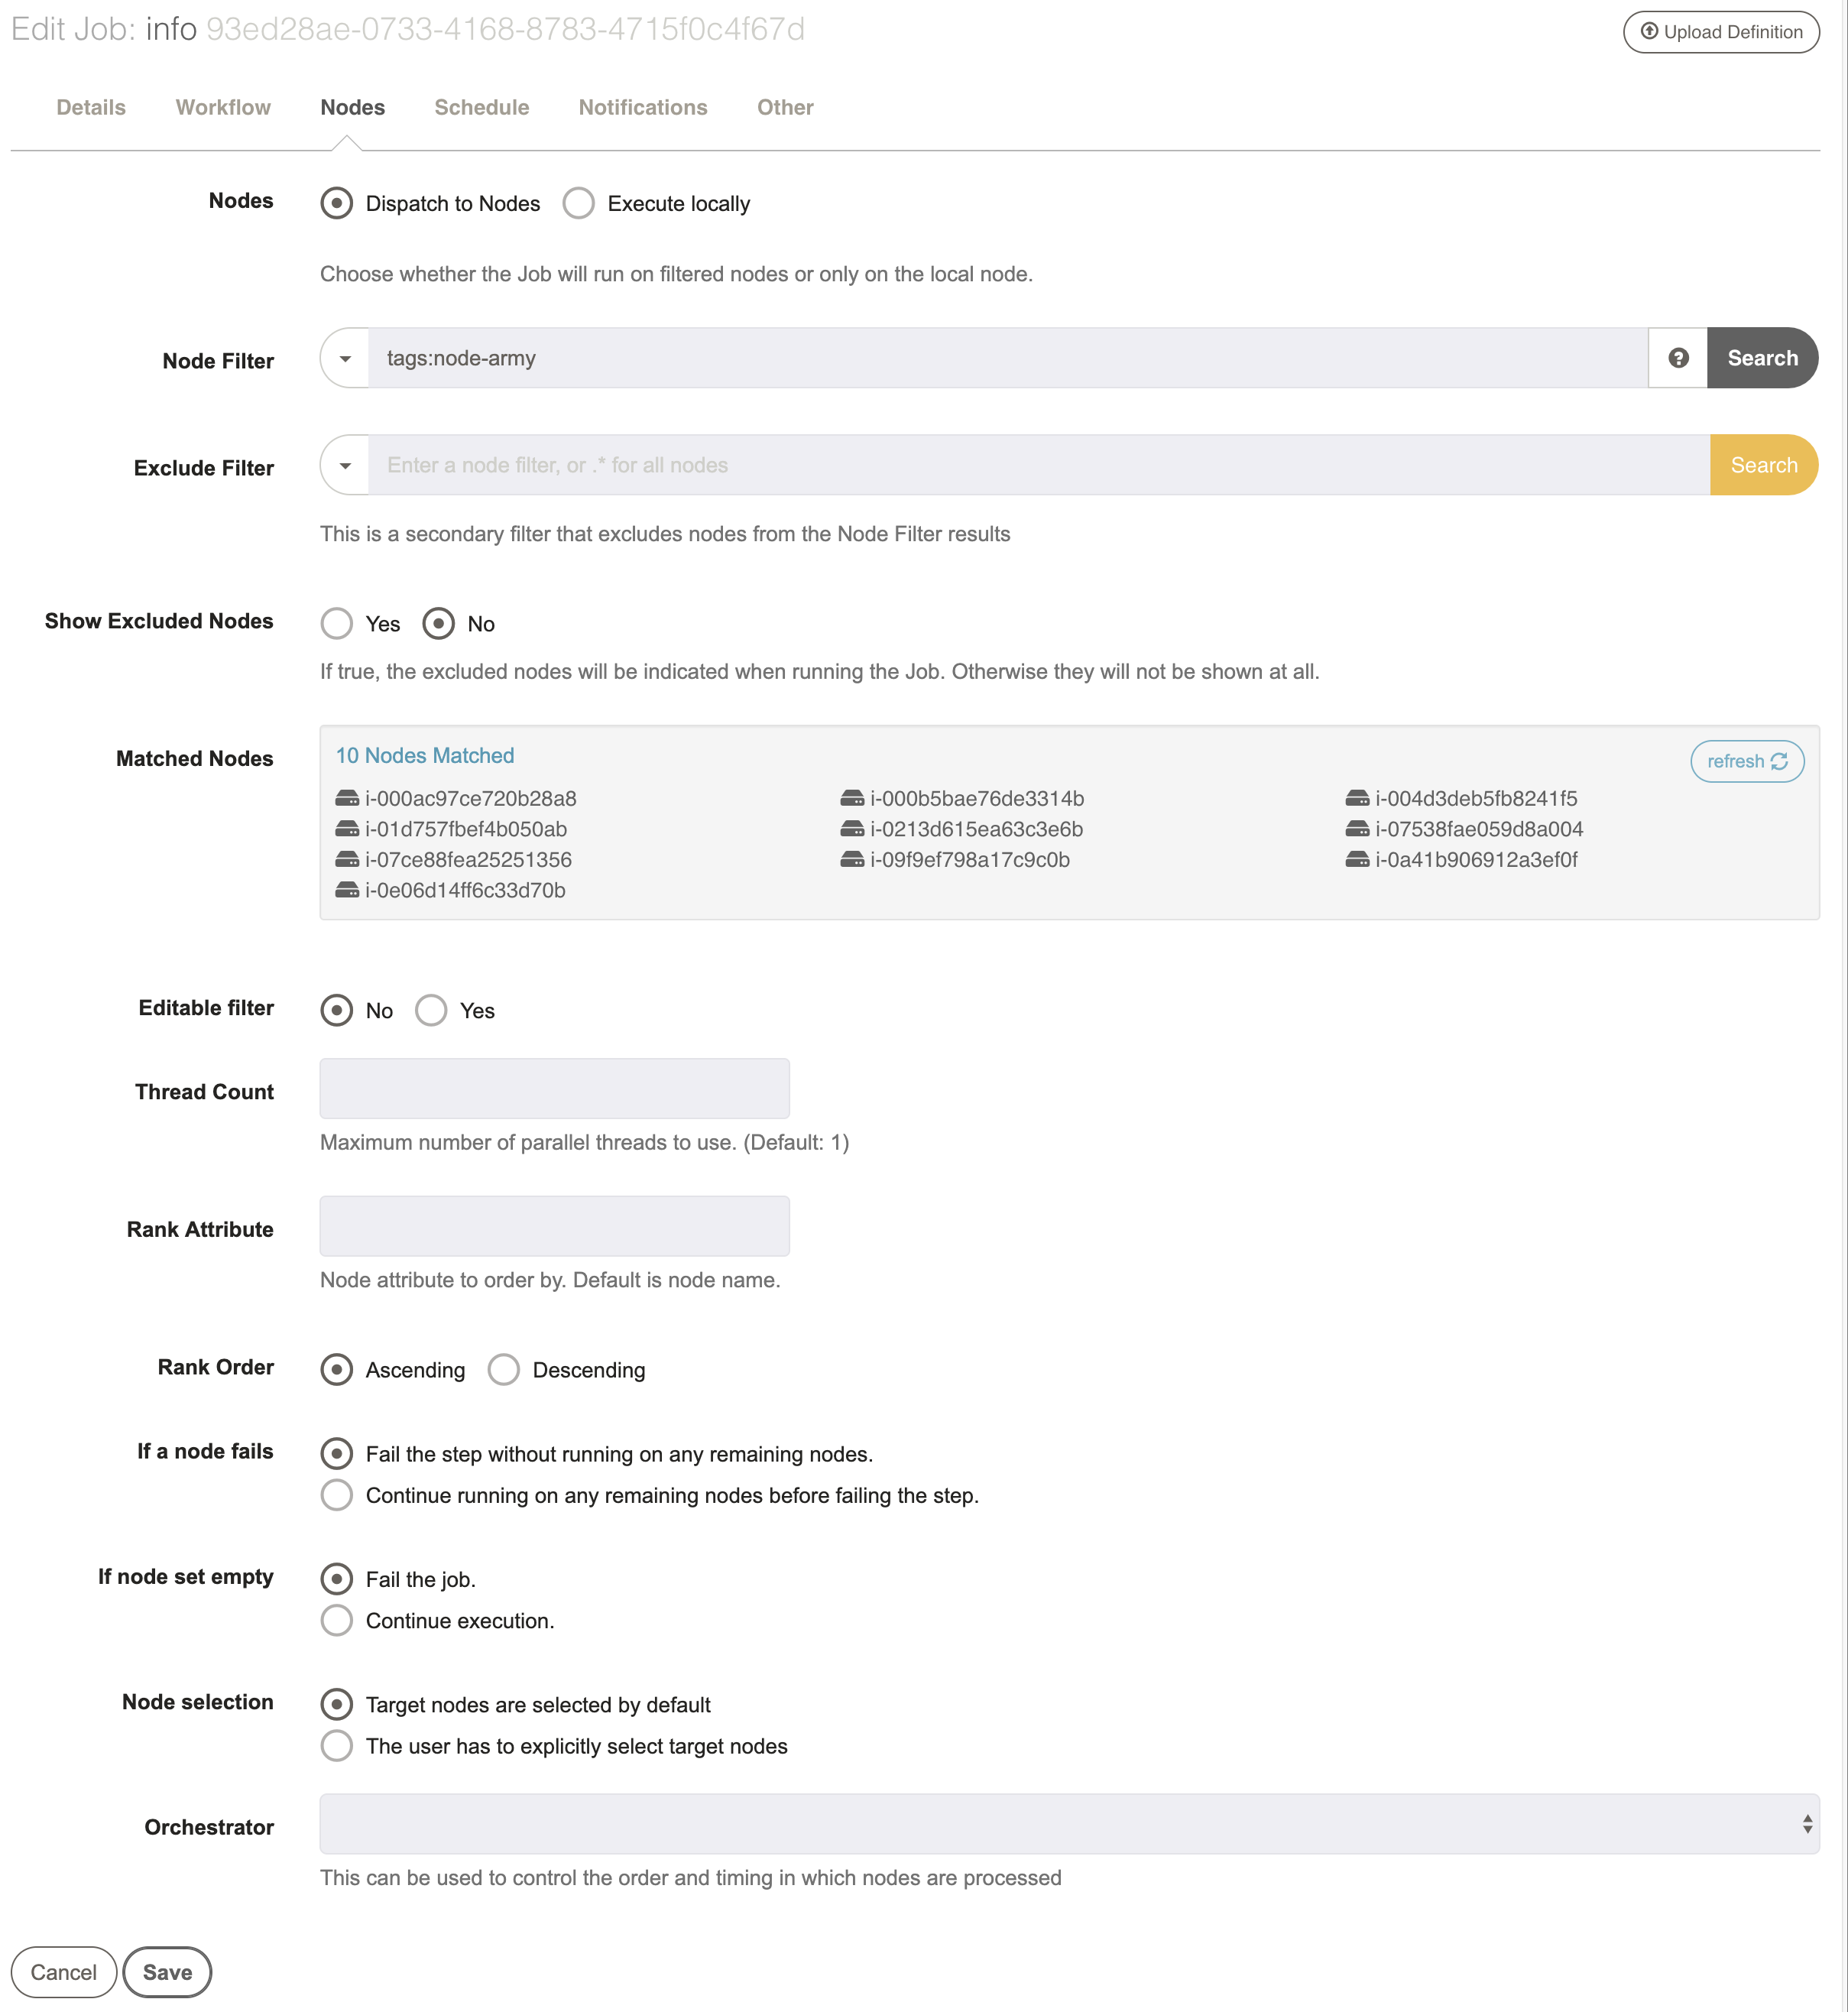 Edit Job: info 93ed28ae-0733-4168-8783-4715f0c4f67d
Upload Definition
Details Workflow Nodes Schedule Notifications Other
Nodes Dispatch to Nodes Execute locally
Choose whether the Job will run on filtered nodes or only on the local node.
Node Filter tags:node-army Search
Exclude Filter Enter a node filter, or .* for all nodes Search
This is a secondary filter that excludes nodes from the Node Filter results
Show Excluded Nodes Yes No
If true, the excluded nodes will be indicated when running the Job. Otherwise they will not be shown at all.
Matched Nodes 10 Nodes Matched refresh
i-000ac97ce720b28a8 i-000b5bae76de3314b i-004d3deb5fb8241f5
i-01d757fbef4b050ab i-0213d615ea63c3e6b i-07538fae059d8a004
i-07ce88fea25251356 i-09f9ef798a17c9c0b i-0a41b906912a3ef0f
i-0e06d14ff6c33d70b
Editable filter No Yes
Thread Count
Maximum number of parallel threads to use. (Default: 1)
Rank Attribute
Node attribute to order by. Default is node name.
Rank Order Ascending Descending
If a node fails Fail the step without running on any remaining nodes.
Continue running on any remaining nodes before failing the step.
If node set empty Fail the job.
Continue execution.
Node selection Target nodes are selected by default
The user has to explicitly select target nodes
Orchestrator
This can be used to control the order and timing in which nodes are processed
Cancel Save